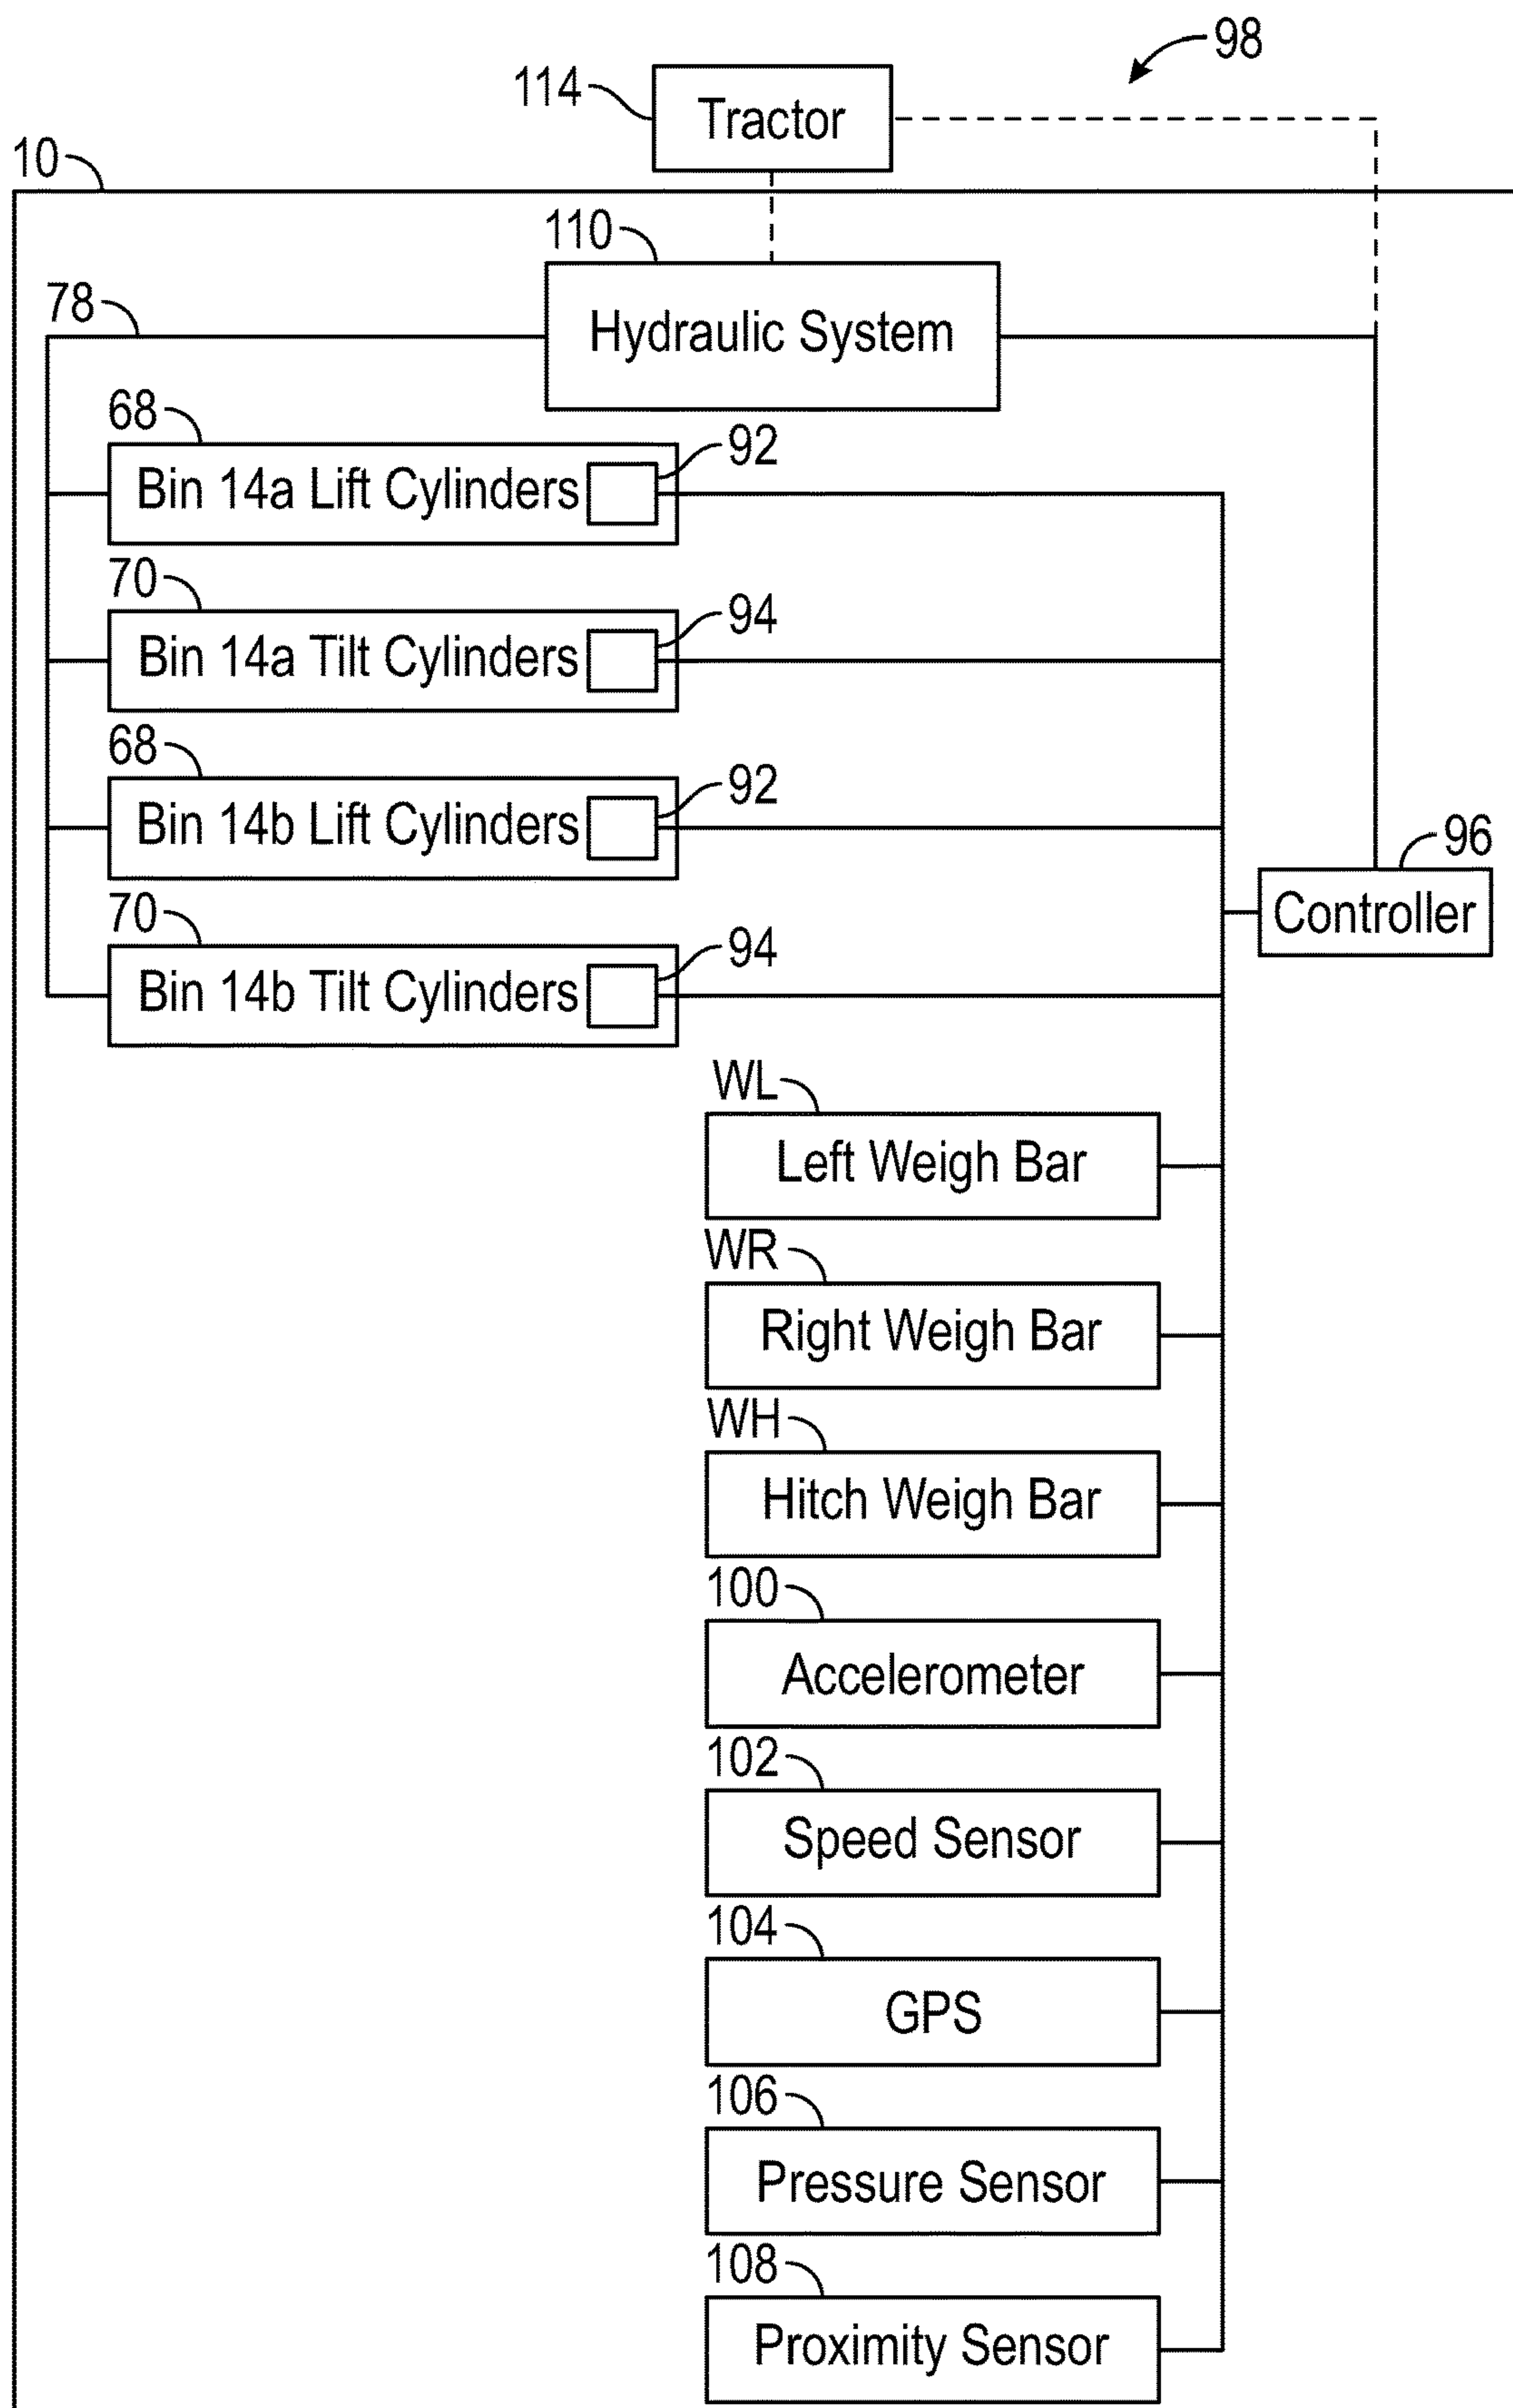 98
114
Tractor
10
110
Hydraulic System
78
68
Bin 14a Lift Cylinders
92
70
Bin 14a Tilt Cylinders
94
68
Bin 14b Lift Cylinders
92
96
Controller
70
Bin 14b Tilt Cylinders
94
WL
Left Weigh Bar
WR
Right Weigh Bar
WH
Hitch Weigh Bar
100
Accelerometer
102
Speed Sensor
104
GPS
106
Pressure Sensor
108
Proximity Sensor